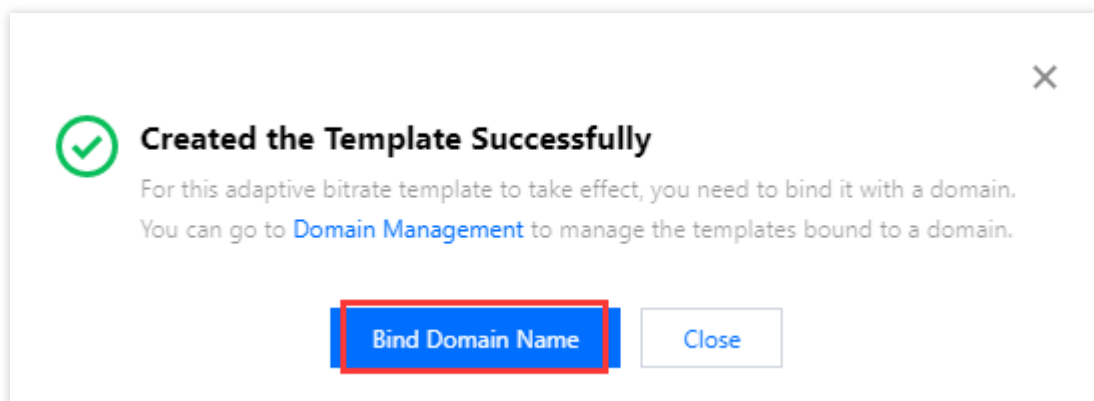 Created the Template Successfully
For this adaptive bitrate template to take effect, you need to bind it with a domain.
You can go to Domain Management to manage the templates bound to a domain.
Bind Domain Name
Close